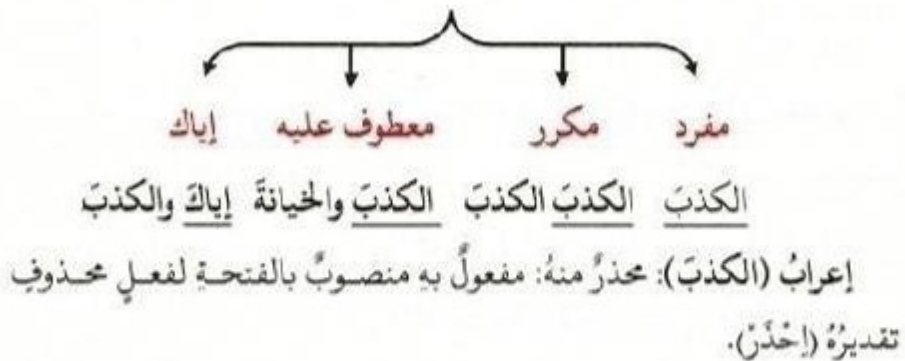 مفرد مكرر معطوف عليه إياك
الكذبَ الكذبَ الكذبَ الكذبَ والخيانةَ إياكَ والكذبَ
إعرابُ (الكذبَ): محذرٌ منهُ: مفعولٌ بهِ منصوبٌ بالفتحةِ لفعلٍ محذوفٍ
تقديرُهُ (اِحْذَرْ).